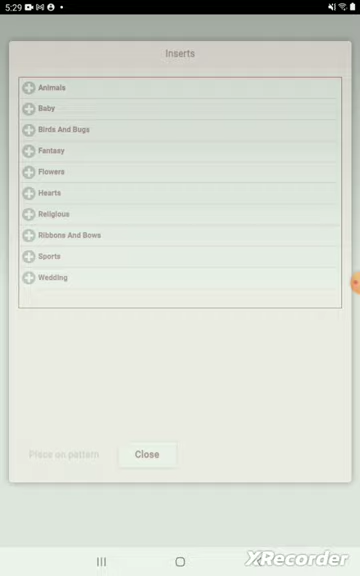 5:29
Inserts
Animals
Baby
Birds And Bugs
Fantasy
Flowers
Hearts
Religious
Ribbons And Bows
Sports
Wedding
Place on pattern
Close
XRecorder